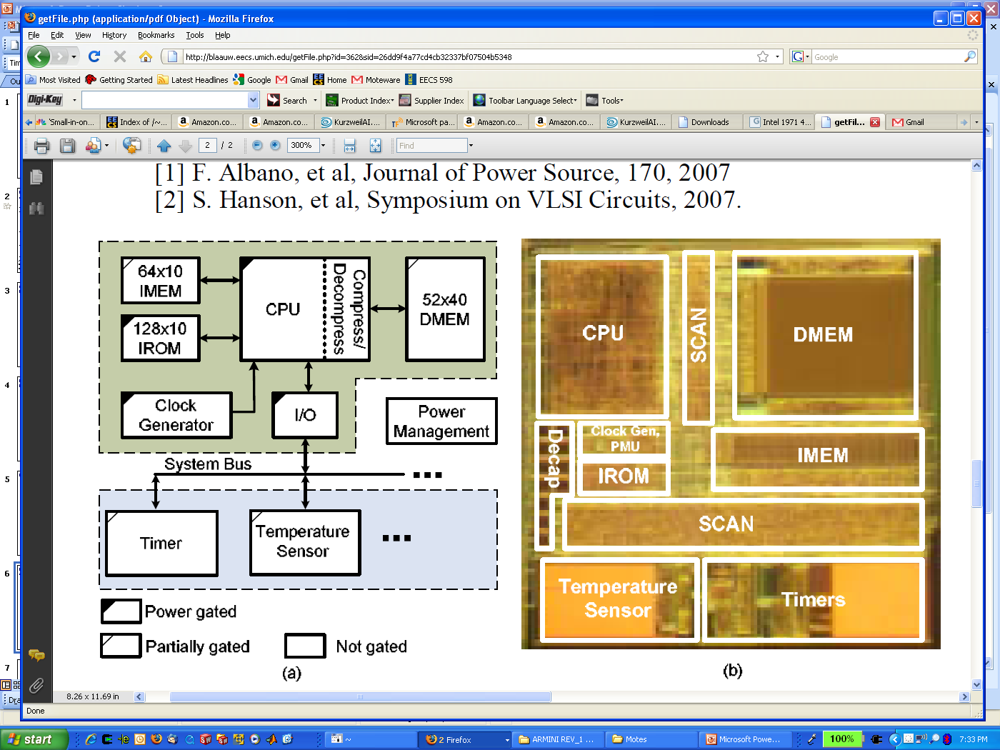 getFile.php (application/pdf Object) - Mozilla Firefox
File Edit View History Bookmarks Tools Help
http://blaauw.eecs.umich.edu/getFile.php?id=362&sid=26dd9f4a77cd4cb32337bf07504b5348
Google
Most Visited Getting Started Latest Headlines Google Gmail Home Moteware EECS 598
Digi-Key Search Product Index Supplier Index Toolbar Language Select Tools
'Small-in-on... Index of /~... Amazon.co... Amazon.co... KurzweilAI.... Microsoft pa... Amazon.co... Amazon.co... KurzweilAI.... Downloads Intel 1971 4... getFil... Gmail
2 / 2 300% Find
[1] F. Albano, et al, Journal of Power Source, 170, 2007
[2] S. Hanson, et al, Symposium on VLSI Circuits, 2007.
64x10
IMEM
128x10
IROM
CPU
Compress/
Decompress
52x40
DMEM
Clock
Generator
I/O
Power
Management
System Bus
Timer
Temperature
Sensor
Power gated
Partially gated
Not gated
(a)
CPU
SCAN
DMEM
Decap
Clock Gen,
PMU
IROM
IMEM
SCAN
Temperature
Sensor
Timers
(b)
8.26 x 11.69 in
Done
1
2
3
4
5
6
7
start
~
2 Firefox
ARMINI REV_1 ...
Motes
Microsoft Powe...
100%
7:33 PM